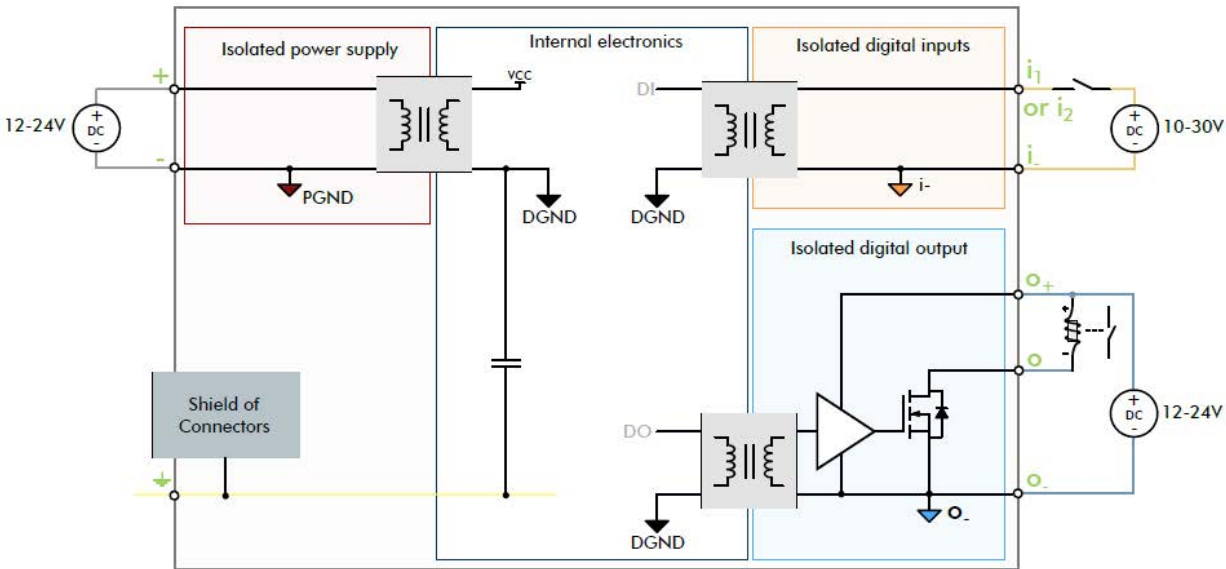 Isolated power supply
Internal electronics
Isolated digital inputs
+
12-24V
+
DC
-
-
PGND
VCC
DGND
DI
DGND
i1
or i2
i-
i-
+
DC
-
10-30V
Isolated digital output
O+
+
-
O
O-
O-
+
DC
-
12-24V
DO
DGND
Shield of
Connectors